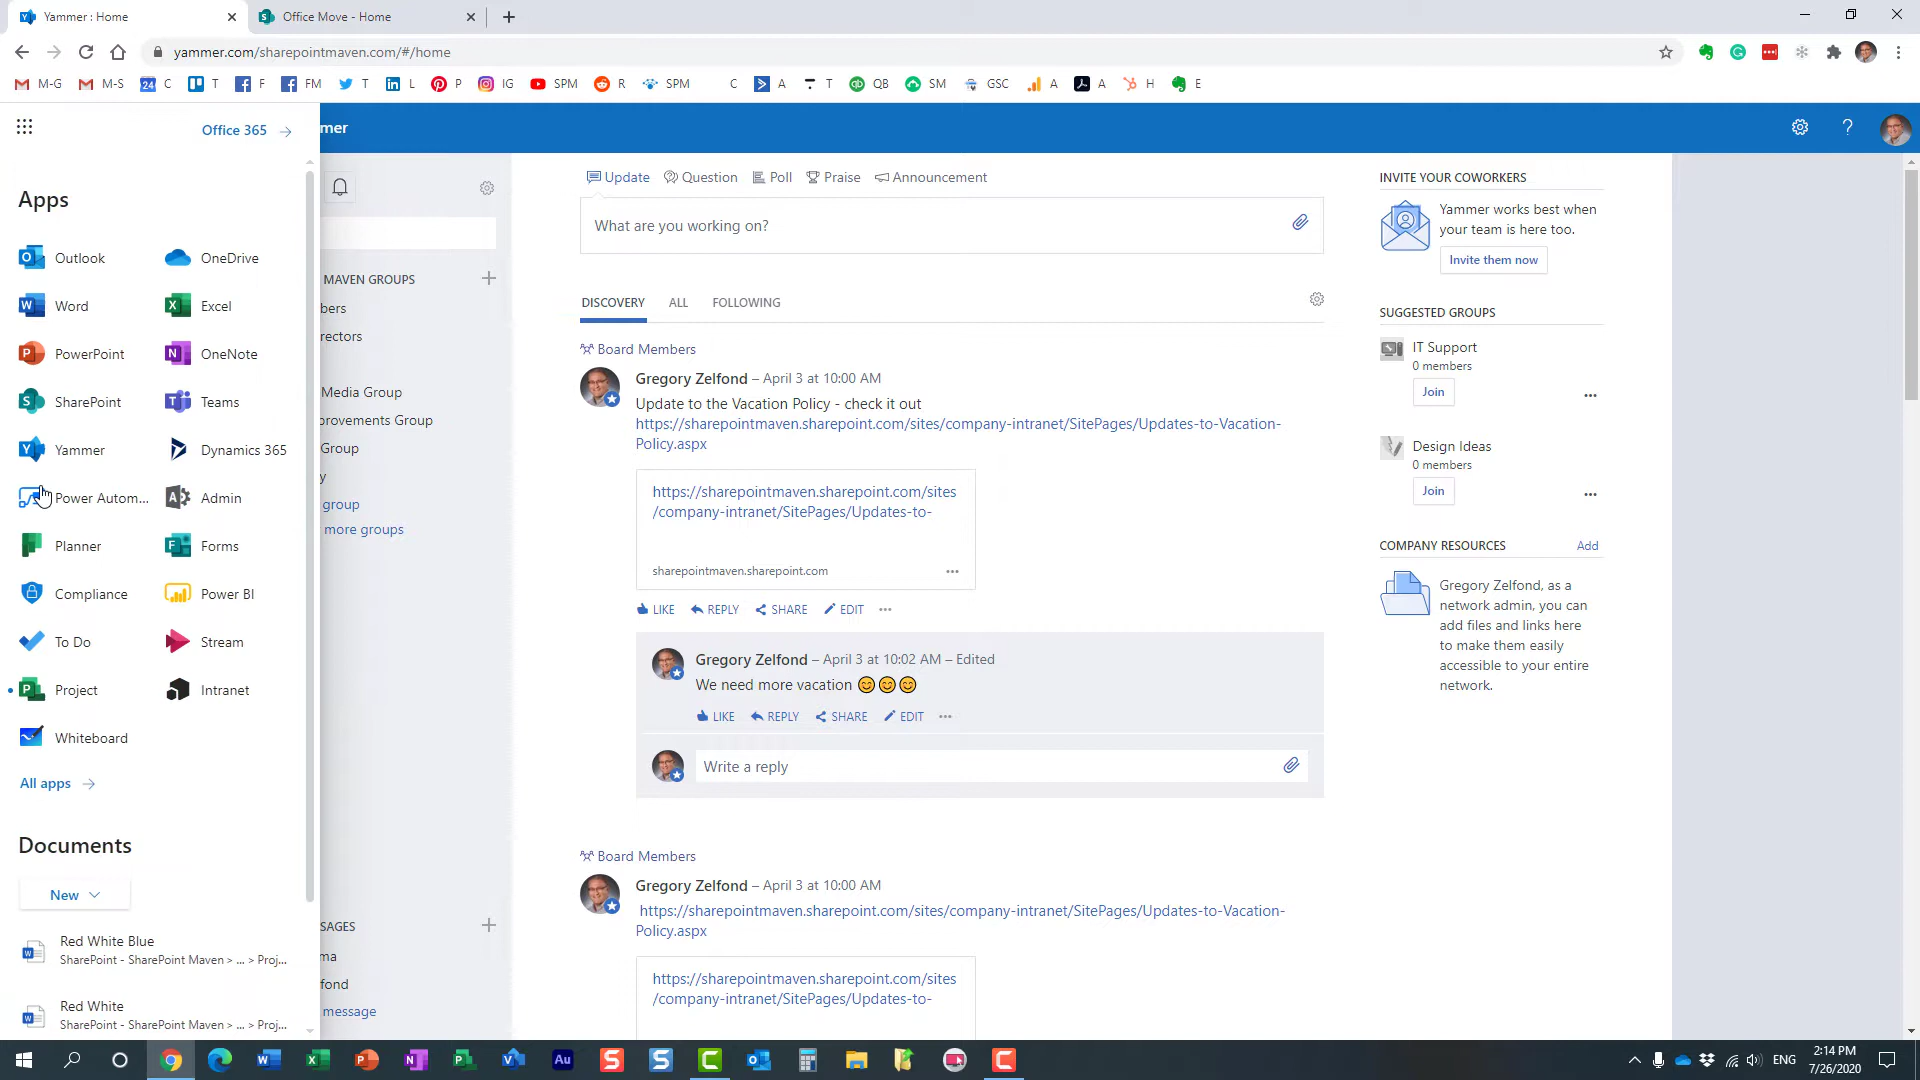 Yammer : Home
Office Move - Home
yammer.com/sharepointmaven.com/#/home
M-G M-S C T F FM T L P IG SPM R SPM C A T QB SM GSC A A H E
Office 365
mer
Apps
Outlook OneDrive
Word Excel
PowerPoint OneNote
SharePoint Teams
Yammer Dynamics 365
Power Autom... Admin
Planner Forms
Compliance Power BI
To Do Stream
Project Intranet
Whiteboard
All apps
Documents
New
Red White Blue
SharePoint - SharePoint Maven > ... > Proj...
Red White
SharePoint - SharePoint Maven > ... > Proj...
MAVEN GROUPS
bers
rectors
Media Group
provements Group
Group
y
group
more groups
SAGES
ma
fond
message
Update Question Poll Praise Announcement
What are you working on?
DISCOVERY ALL FOLLOWING
Board Members
Gregory Zelfond – April 3 at 10:00 AM
Update to the Vacation Policy - check it out
https://sharepointmaven.sharepoint.com/sites/company-intranet/SitePages/Updates-to-Vacation-
Policy.aspx
https://sharepointmaven.sharepoint.com/sites
/company-intranet/SitePages/Updates-to-
sharepointmaven.sharepoint.com
LIKE REPLY SHARE EDIT
Gregory Zelfond – April 3 at 10:02 AM – Edited
We need more vacation 😊😊😊
LIKE REPLY SHARE EDIT
Write a reply
Board Members
Gregory Zelfond – April 3 at 10:00 AM
https://sharepointmaven.sharepoint.com/sites/company-intranet/SitePages/Updates-to-Vacation-
Policy.aspx
https://sharepointmaven.sharepoint.com/sites
/company-intranet/SitePages/Updates-to-
INVITE YOUR COWORKERS
Yammer works best when
your team is here too.
Invite them now
SUGGESTED GROUPS
IT Support
0 members
Join
Design Ideas
0 members
Join
COMPANY RESOURCES Add
Gregory Zelfond, as a
network admin, you can
add files and links here
to make them easily
accessible to your entire
network.
ENG
2:14 PM
7/26/2020